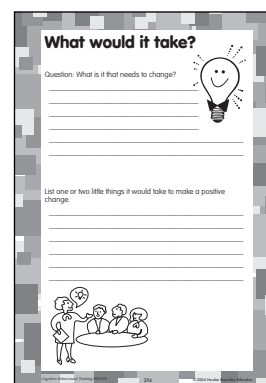 What would it take?
Question: What is it that needs to change?
List one or two little things it would take to make a positive
change.
294